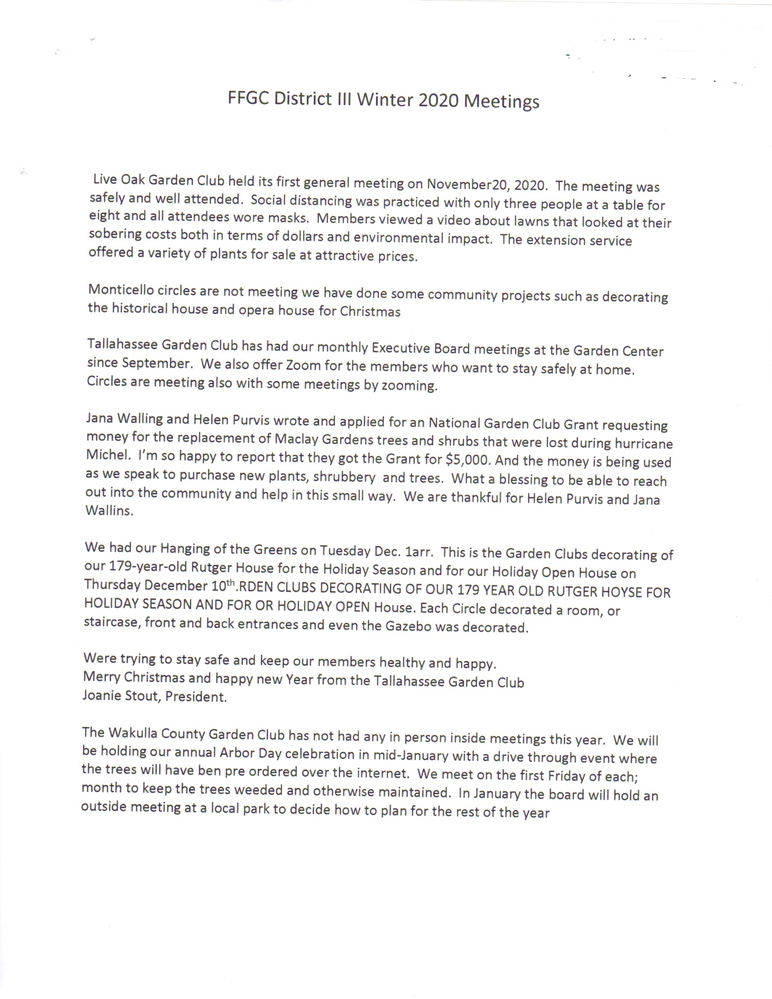 FFGC District III Winter 2020 Meetings
Live Oak Garden Club held its first general meeting on November20, 2020.  The meeting was
safely and well attended.  Social distancing was practiced with only three people at a table for
eight and all attendees wore masks.  Members viewed a video about lawns that looked at their
sobering costs both in terms of dollars and environmental impact.  The extension service
offered a variety of plants for sale at attractive prices.
Monticello circles are not meeting we have done some community projects such as decorating
the historical house and opera house for Christmas
Tallahassee Garden Club has had our monthly Executive Board meetings at the Garden Center
since September.  We also offer Zoom for the members who want to stay safely at home.
Circles are meeting also with some meetings by zooming.
Jana Walling and Helen Purvis wrote and applied for an National Garden Club Grant requesting
money for the replacement of Maclay Gardens trees and shrubs that were lost during hurricane
Michel.  I'm so happy to report that they got the Grant for $5,000. And the money is being used
as we speak to purchase new plants, shrubbery  and trees.  What a blessing to be able to reach
out into the community and help in this small way.  We are thankful for Helen Purvis and Jana
Wallins.
We had our Hanging of the Greens on Tuesday Dec. 1arr.  This is the Garden Clubs decorating of
our 179-year-old Rutger House for the Holiday Season and for our Holiday Open House on
Thursday December 10th.RDEN CLUBS DECORATING OF OUR 179 YEAR OLD RUTGER HOYSE FOR
HOLIDAY SEASON AND FOR OR HOLIDAY OPEN House. Each Circle decorated a room, or
staircase, front and back entrances and even the Gazebo was decorated.
Were trying to stay safe and keep our members healthy and happy.
Merry Christmas and happy new Year from the Tallahassee Garden Club
Joanie Stout, President.
The Wakulla County Garden Club has not had any in person inside meetings this year.  We will
be holding our annual Arbor Day celebration in mid-January with a drive through event where
the trees will have ben pre ordered over the internet.  We meet on the first Friday of each;
month to keep the trees weeded and otherwise maintained.  In January the board will hold an
outside meeting at a local park to decide how to plan for the rest of the year